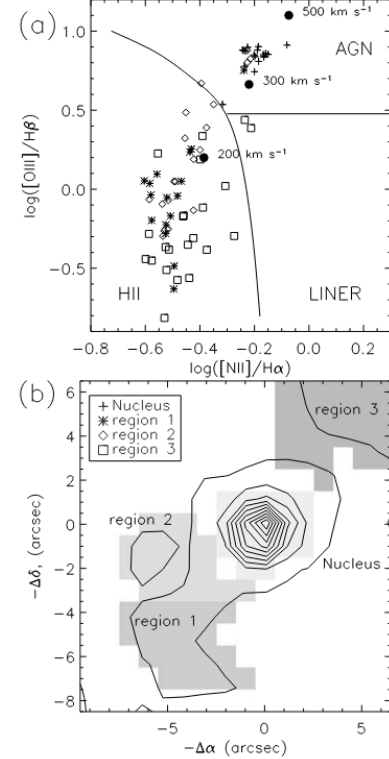 (a)
500 km s⁻¹
AGN
300 km s⁻¹
200 km s⁻¹
HII
LINER
log([OIII]/Hβ)
1.0
0.5
0.0
−0.5
−0.8 −0.6 −0.4 −0.2 0.0 0.2
log([NII]/Hα)
(b)
Nucleus
region 1
region 2
region 3
region 3
region 2
Nucleus
region 1
−Δδ, (arcsec)
6
4
2
0
−2
−4
−6
−8
−5 0 5
−Δα (arcsec)